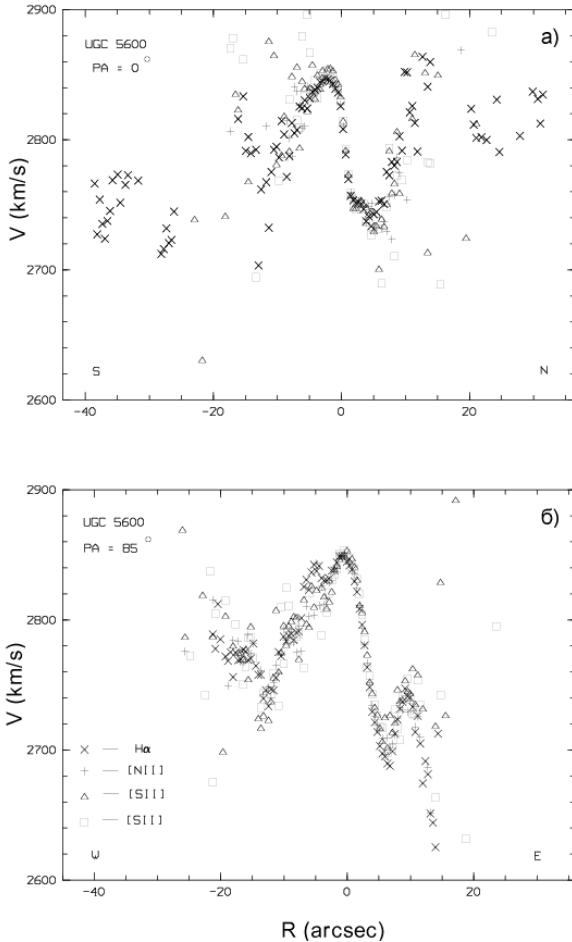 2900
UGC 5600
а)
PA = 0°
2800
V (km/s)
2700
S
N
2600
-40
-20
0
20
2900
UGC 5600
б)
PA = 85°
2800
V (km/s)
2700
Hα
[NII]
[SII]
[SII]
W
E
2600
-40
-20
0
20
R (arcsec)